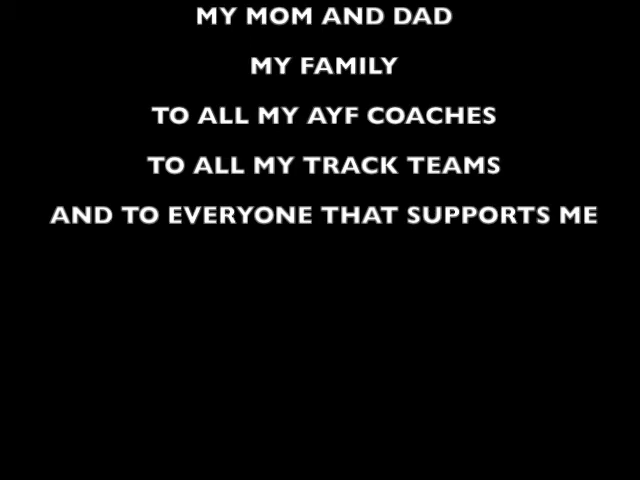 MY MOM AND DAD
MY FAMILY
TO ALL MY AYF COACHES
TO ALL MY TRACK TEAMS
AND TO EVERYONE THAT SUPPORTS ME